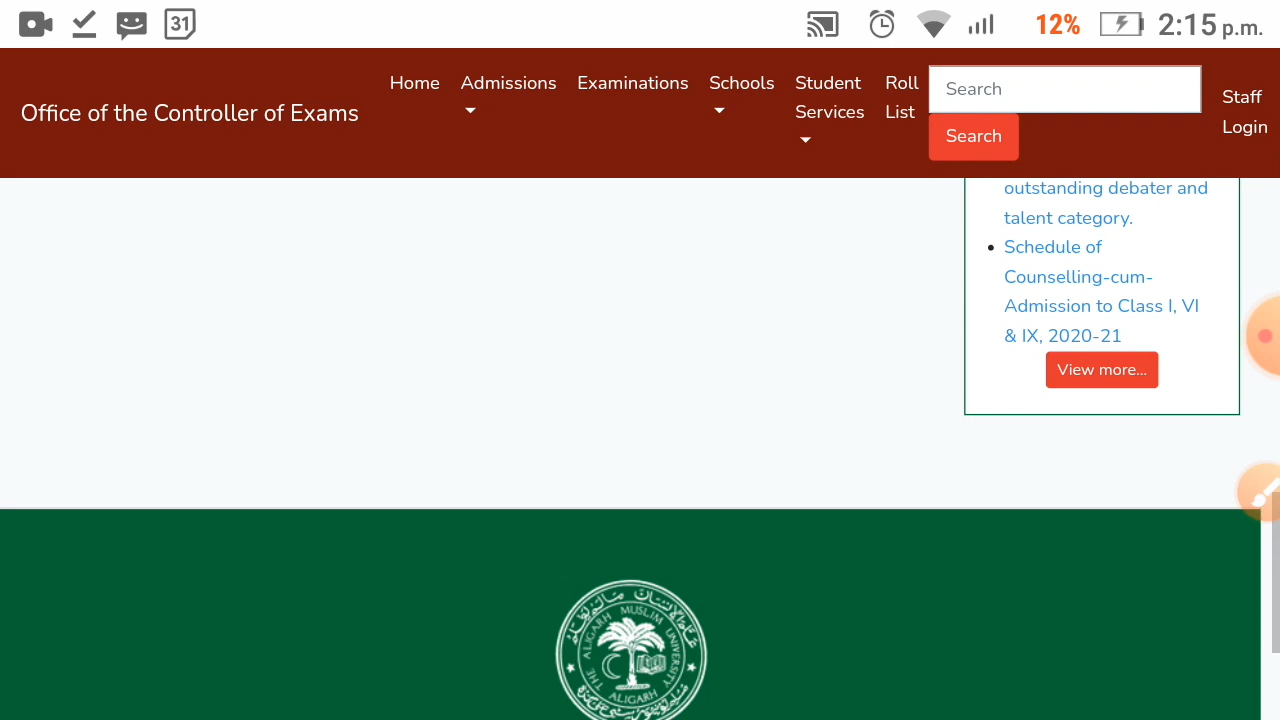 31
12%
2:15 p.m.
Office of the Controller of Exams
Home
Admissions
Examinations
Schools
Student
Services
Roll
List
Search
Search
Staff
Login
outstanding debater and
talent category.
Schedule of
Counselling-cum-
Admission to Class I, VI
& IX, 2020-21
View more...
THE ALIGARH MUSLIM UNIVERSITY
ALIGARH